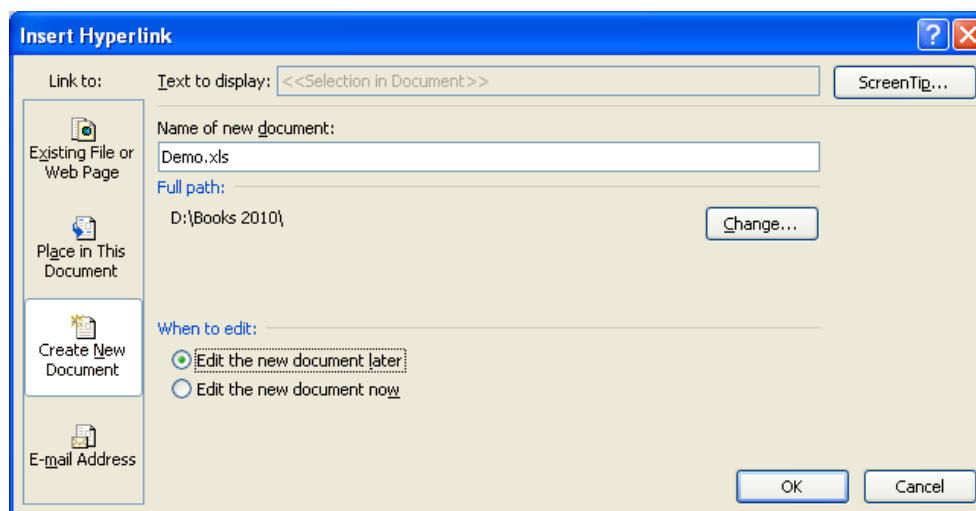 Insert Hyperlink
Link to:
Text to display: <<Selection in Document>>
ScreenTip...
Existing File or
Web Page
Place in This
Document
Create New
Document
E-mail Address
Name of new document:
Demo.xls
Full path:
D:\Books 2010\
Change...
When to edit:
Edit the new document later
Edit the new document now
OK
Cancel